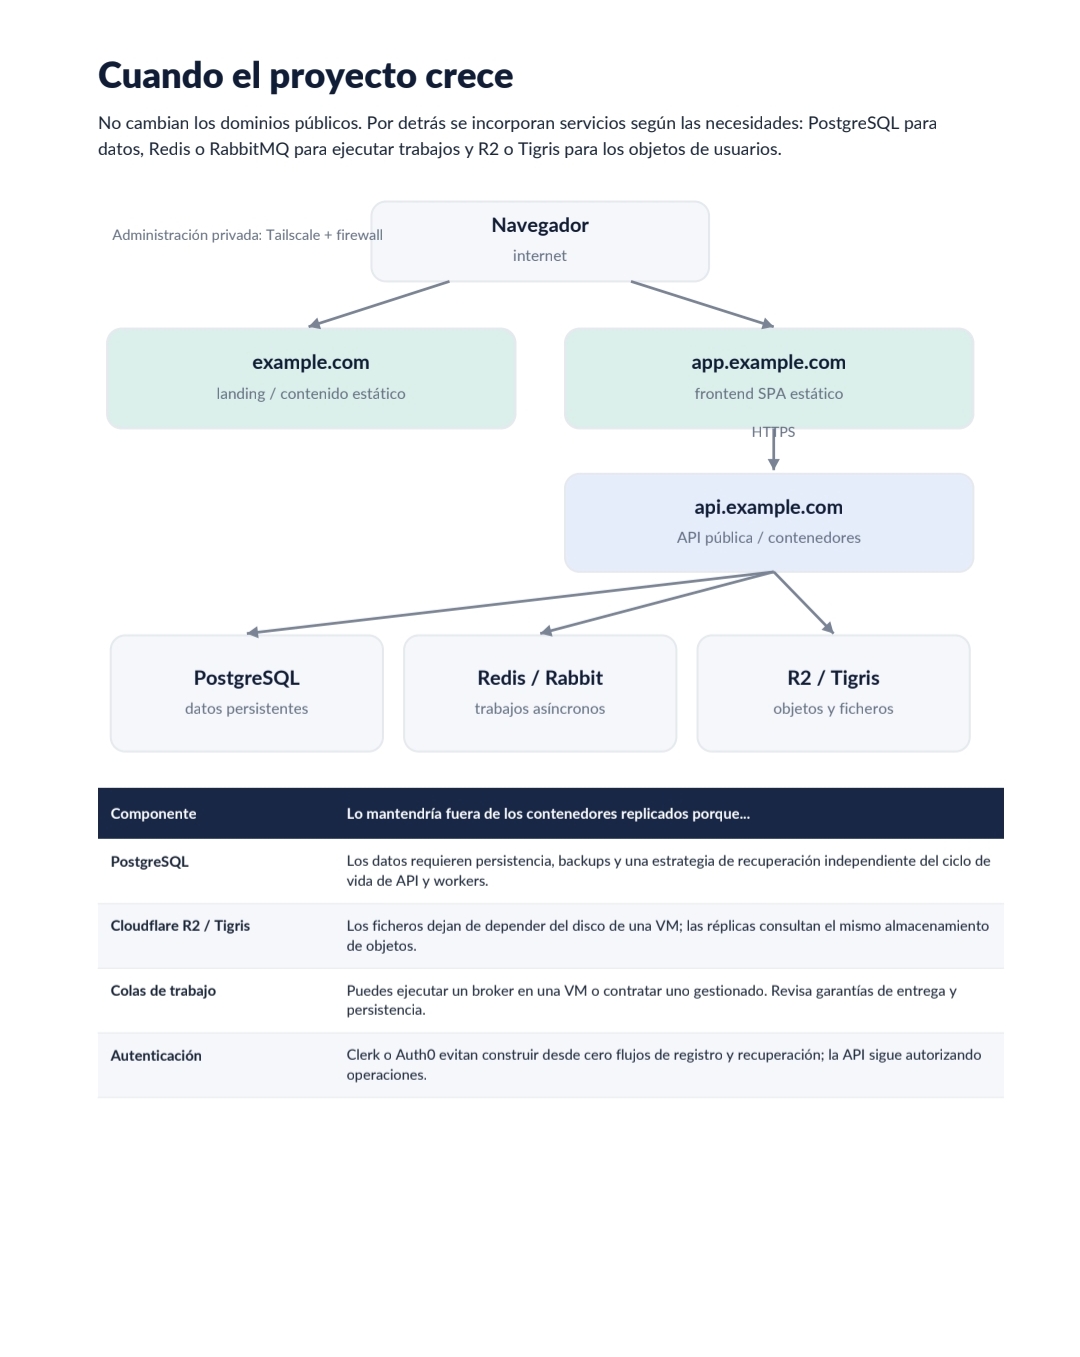 Cuando el proyecto crece
No cambian los dominios públicos. Por detrás se incorporan servicios según las necesidades: PostgreSQL para
datos, Redis o RabbitMQ para ejecutar trabajos y R2 o Tigris para los objetos de usuarios.
Administración privada: Tailscale + firewall
Navegador
internet
example.com
landing / contenido estático
app.example.com
frontend SPA estático
HTTPS
api.example.com
API pública / contenedores
PostgreSQL
datos persistentes
Redis / Rabbit
trabajos asíncronos
R2 / Tigris
objetos y ficheros
Componente
Lo mantendría fuera de los contenedores replicados porque...
PostgreSQL
Los datos requieren persistencia, backups y una estrategia de recuperación independiente del ciclo de
vida de API y workers.
Cloudflare R2 / Tigris
Los ficheros dejan de depender del disco de una VM; las réplicas consultan el mismo almacenamiento
de objetos.
Colas de trabajo
Puedes ejecutar un broker en una VM o contratar uno gestionado. Revisa garantías de entrega y
persistencia.
Autenticación
Clerk o Auth0 evitan construir desde cero flujos de registro y recuperación; la API sigue autorizando
operaciones.